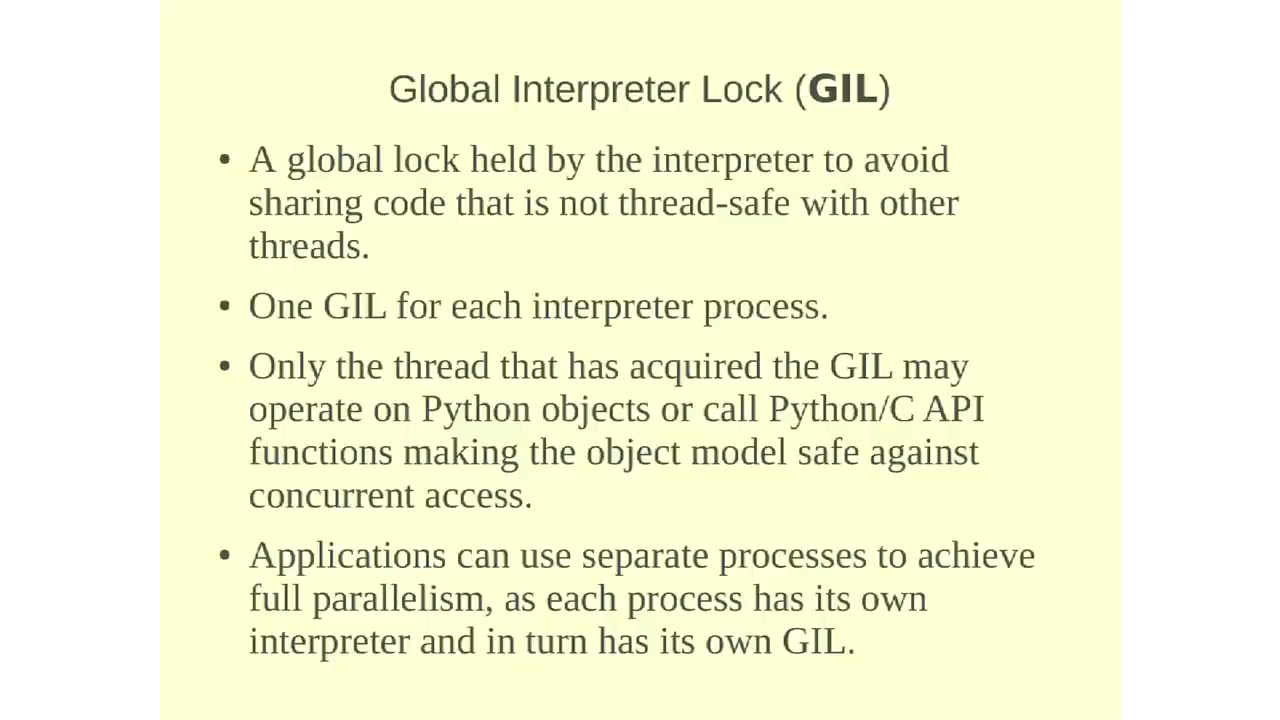 Global Interpreter Lock (GIL)
• A global lock held by the interpreter to avoid
sharing code that is not thread-safe with other
threads.
• One GIL for each interpreter process.
• Only the thread that has acquired the GIL may
operate on Python objects or call Python/C API
functions making the object model safe against
concurrent access.
• Applications can use separate processes to achieve
full parallelism, as each process has its own
interpreter and in turn has its own GIL.